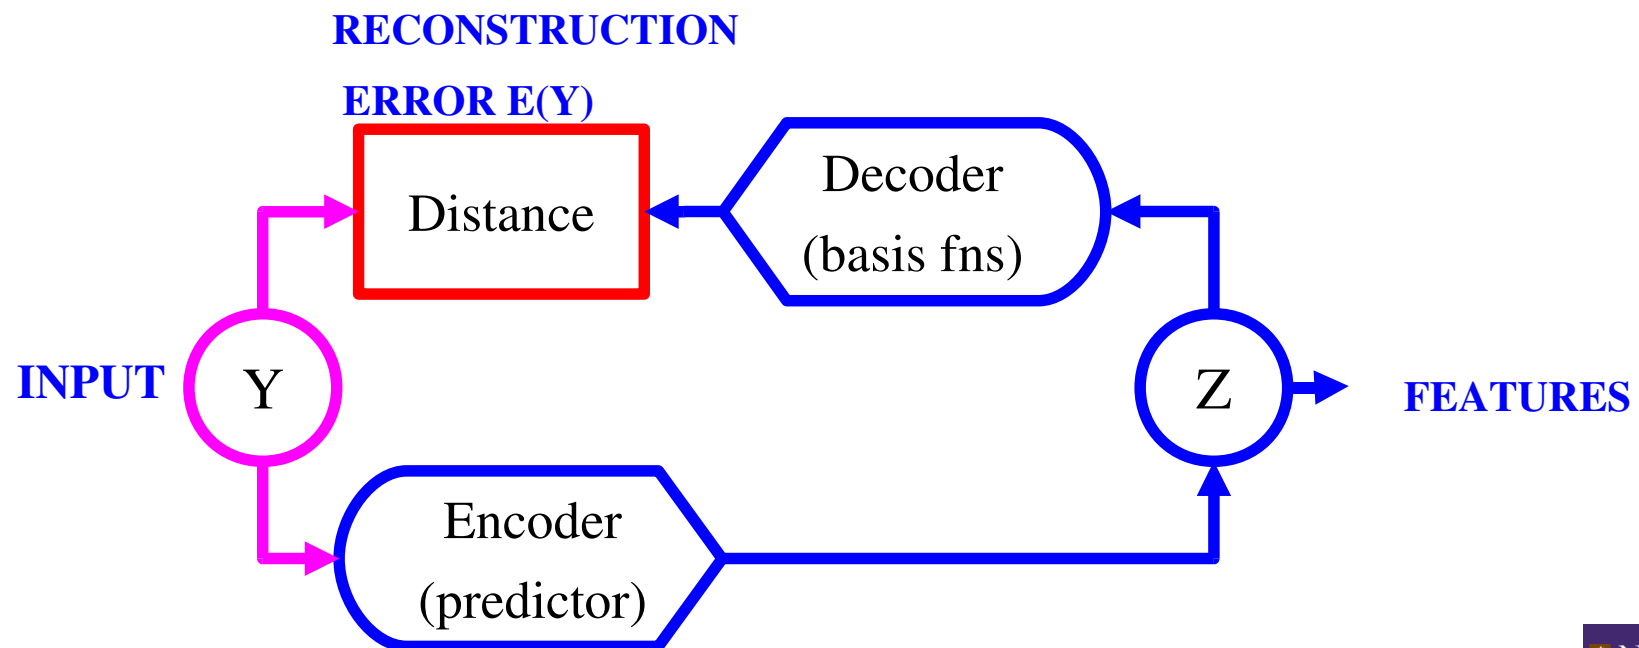 RECONSTRUCTION
ERROR E(Y)
Distance
Decoder
(basis fns)
INPUT
Y
Z
FEATURES
Encoder
(predictor)